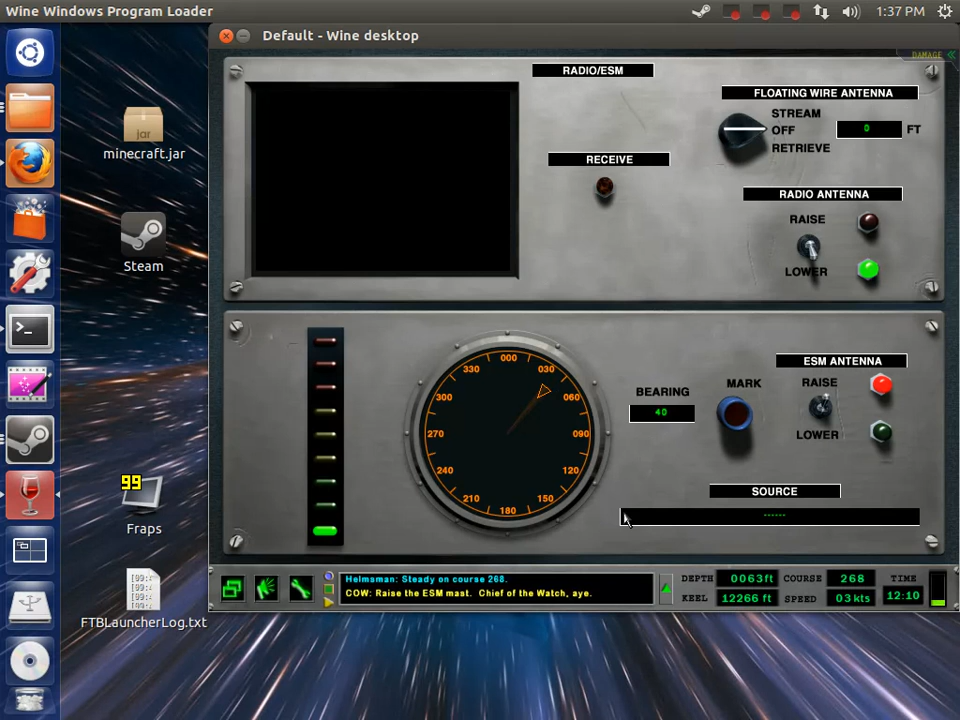 Wine Windows Program Loader
1:37 PM
Default - Wine desktop
DAMAGE
RADIO/ESM
FLOATING WIRE ANTENNA
STREAM
OFF
RETRIEVE
0
FT
RECEIVE
RADIO ANTENNA
RAISE
LOWER
jar
minecraft.jar
Steam
99
Fraps
FTBLauncherLog.txt
000
030
060
090
120
150
180
210
240
270
300
330
BEARING
40
MARK
ESM ANTENNA
RAISE
LOWER
SOURCE
------
Helmsman: Steady on course 268.
COW: Raise the ESM mast. Chief of the Watch, aye.
DEPTH 0063ft COURSE 268 TIME
KEEL 12266 ft SPEED 03 kts 12:10